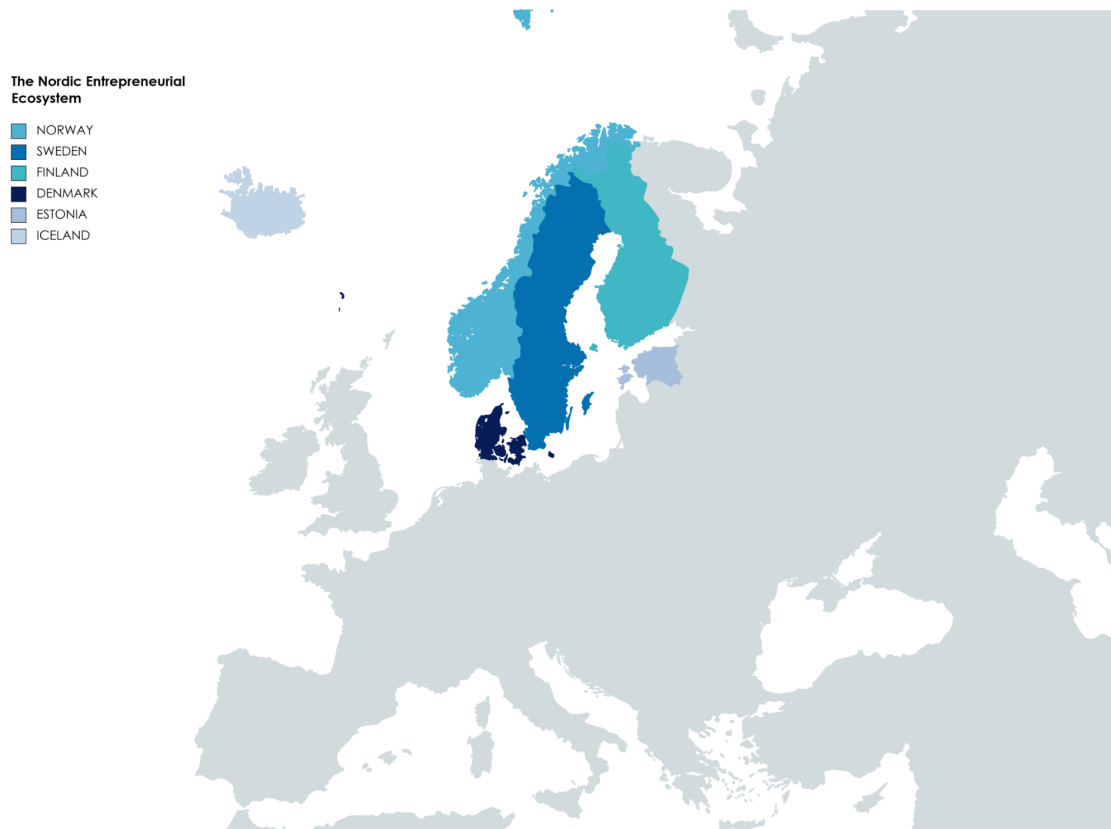 The Nordic Entrepreneurial
Ecosystem
NORWAY
SWEDEN
FINLAND
DENMARK
ESTONIA
ICELAND